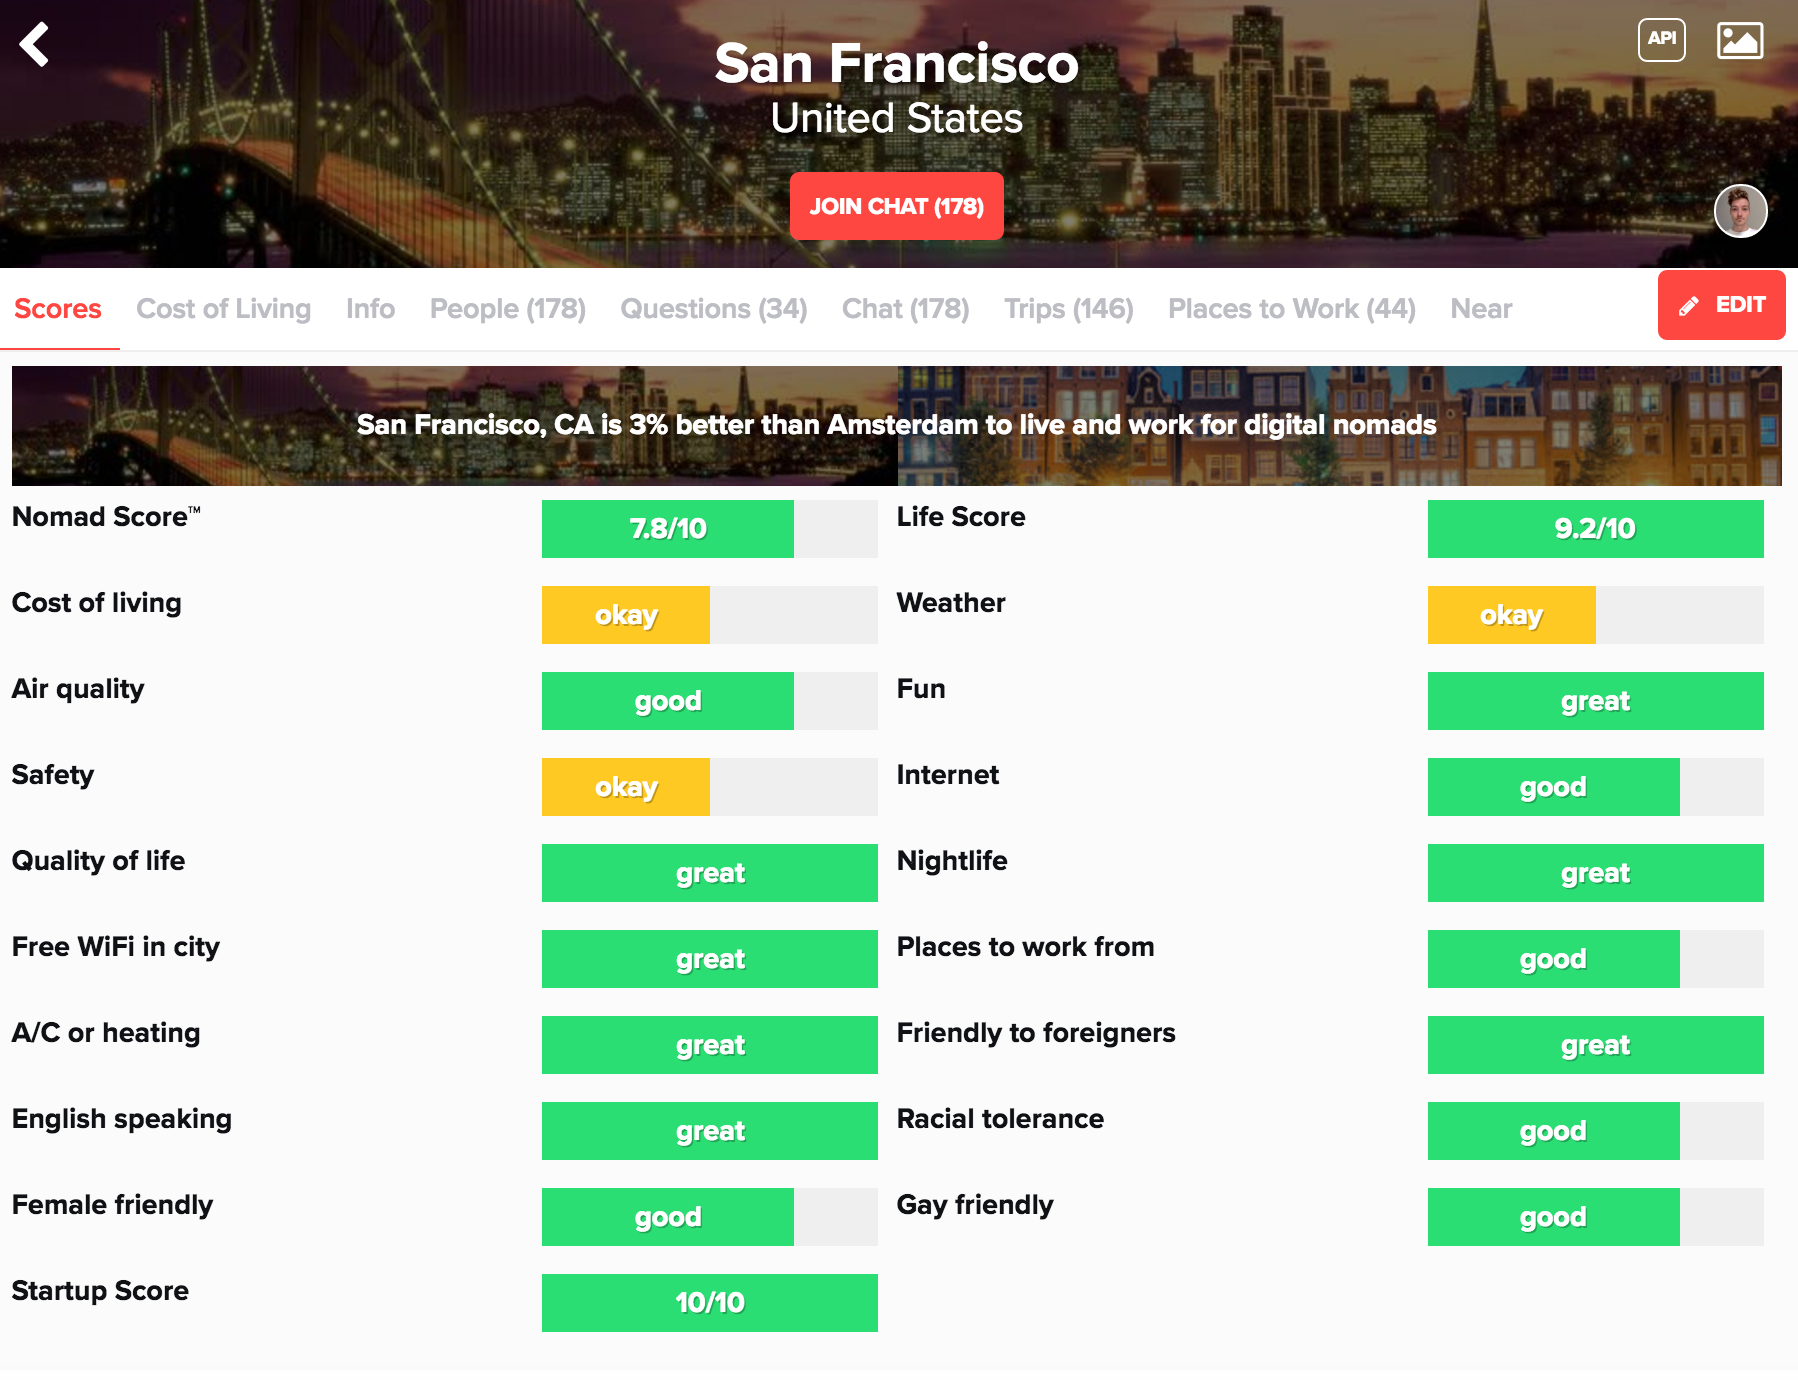 San Francisco
United States
API
JOIN CHAT (178)
Scores Cost of Living Info People (178) Questions (34) Chat (178) Trips (146) Places to Work (44) Near EDIT
San Francisco, CA is 3% better than Amsterdam to live and work for digital nomads
Nomad Score™ 7.8/10 Life Score 9.2/10
Cost of living okay Weather okay
Air quality good Fun great
Safety okay Internet good
Quality of life great Nightlife great
Free WiFi in city great Places to work from good
A/C or heating great Friendly to foreigners great
English speaking great Racial tolerance good
Female friendly good Gay friendly good
Startup Score 10/10